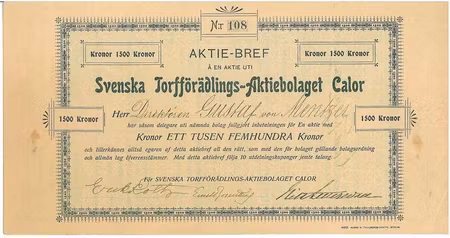 Nr 108
Kronor 1500 Kronor
Kronor 1500 Kronor
AKTIE-BREF
Å EN AKTIE UTI
Svenska Torfförädlings-Aktiebolaget Calor
Herr Direktören Gustaf von Mentzer
har såsom delegare uti nämnda bolag fullgjort inbetalningen för En aktie med
1500 Kronor
1500 Kronor
Kronor ETT TUSEN FEMHUNDRA Kronor
och tillerkännes alltså egaren af detta aktiebref all den rätt, som med den för bolaget gällande bolagsordning
och allmän lag öfverensstämmer. Med detta aktiebref följa 10 utdelningskuponger jemte talong.
FÖR SVENSKA TORFFÖRÄDLINGS-AKTIEBOLAGET CALOR